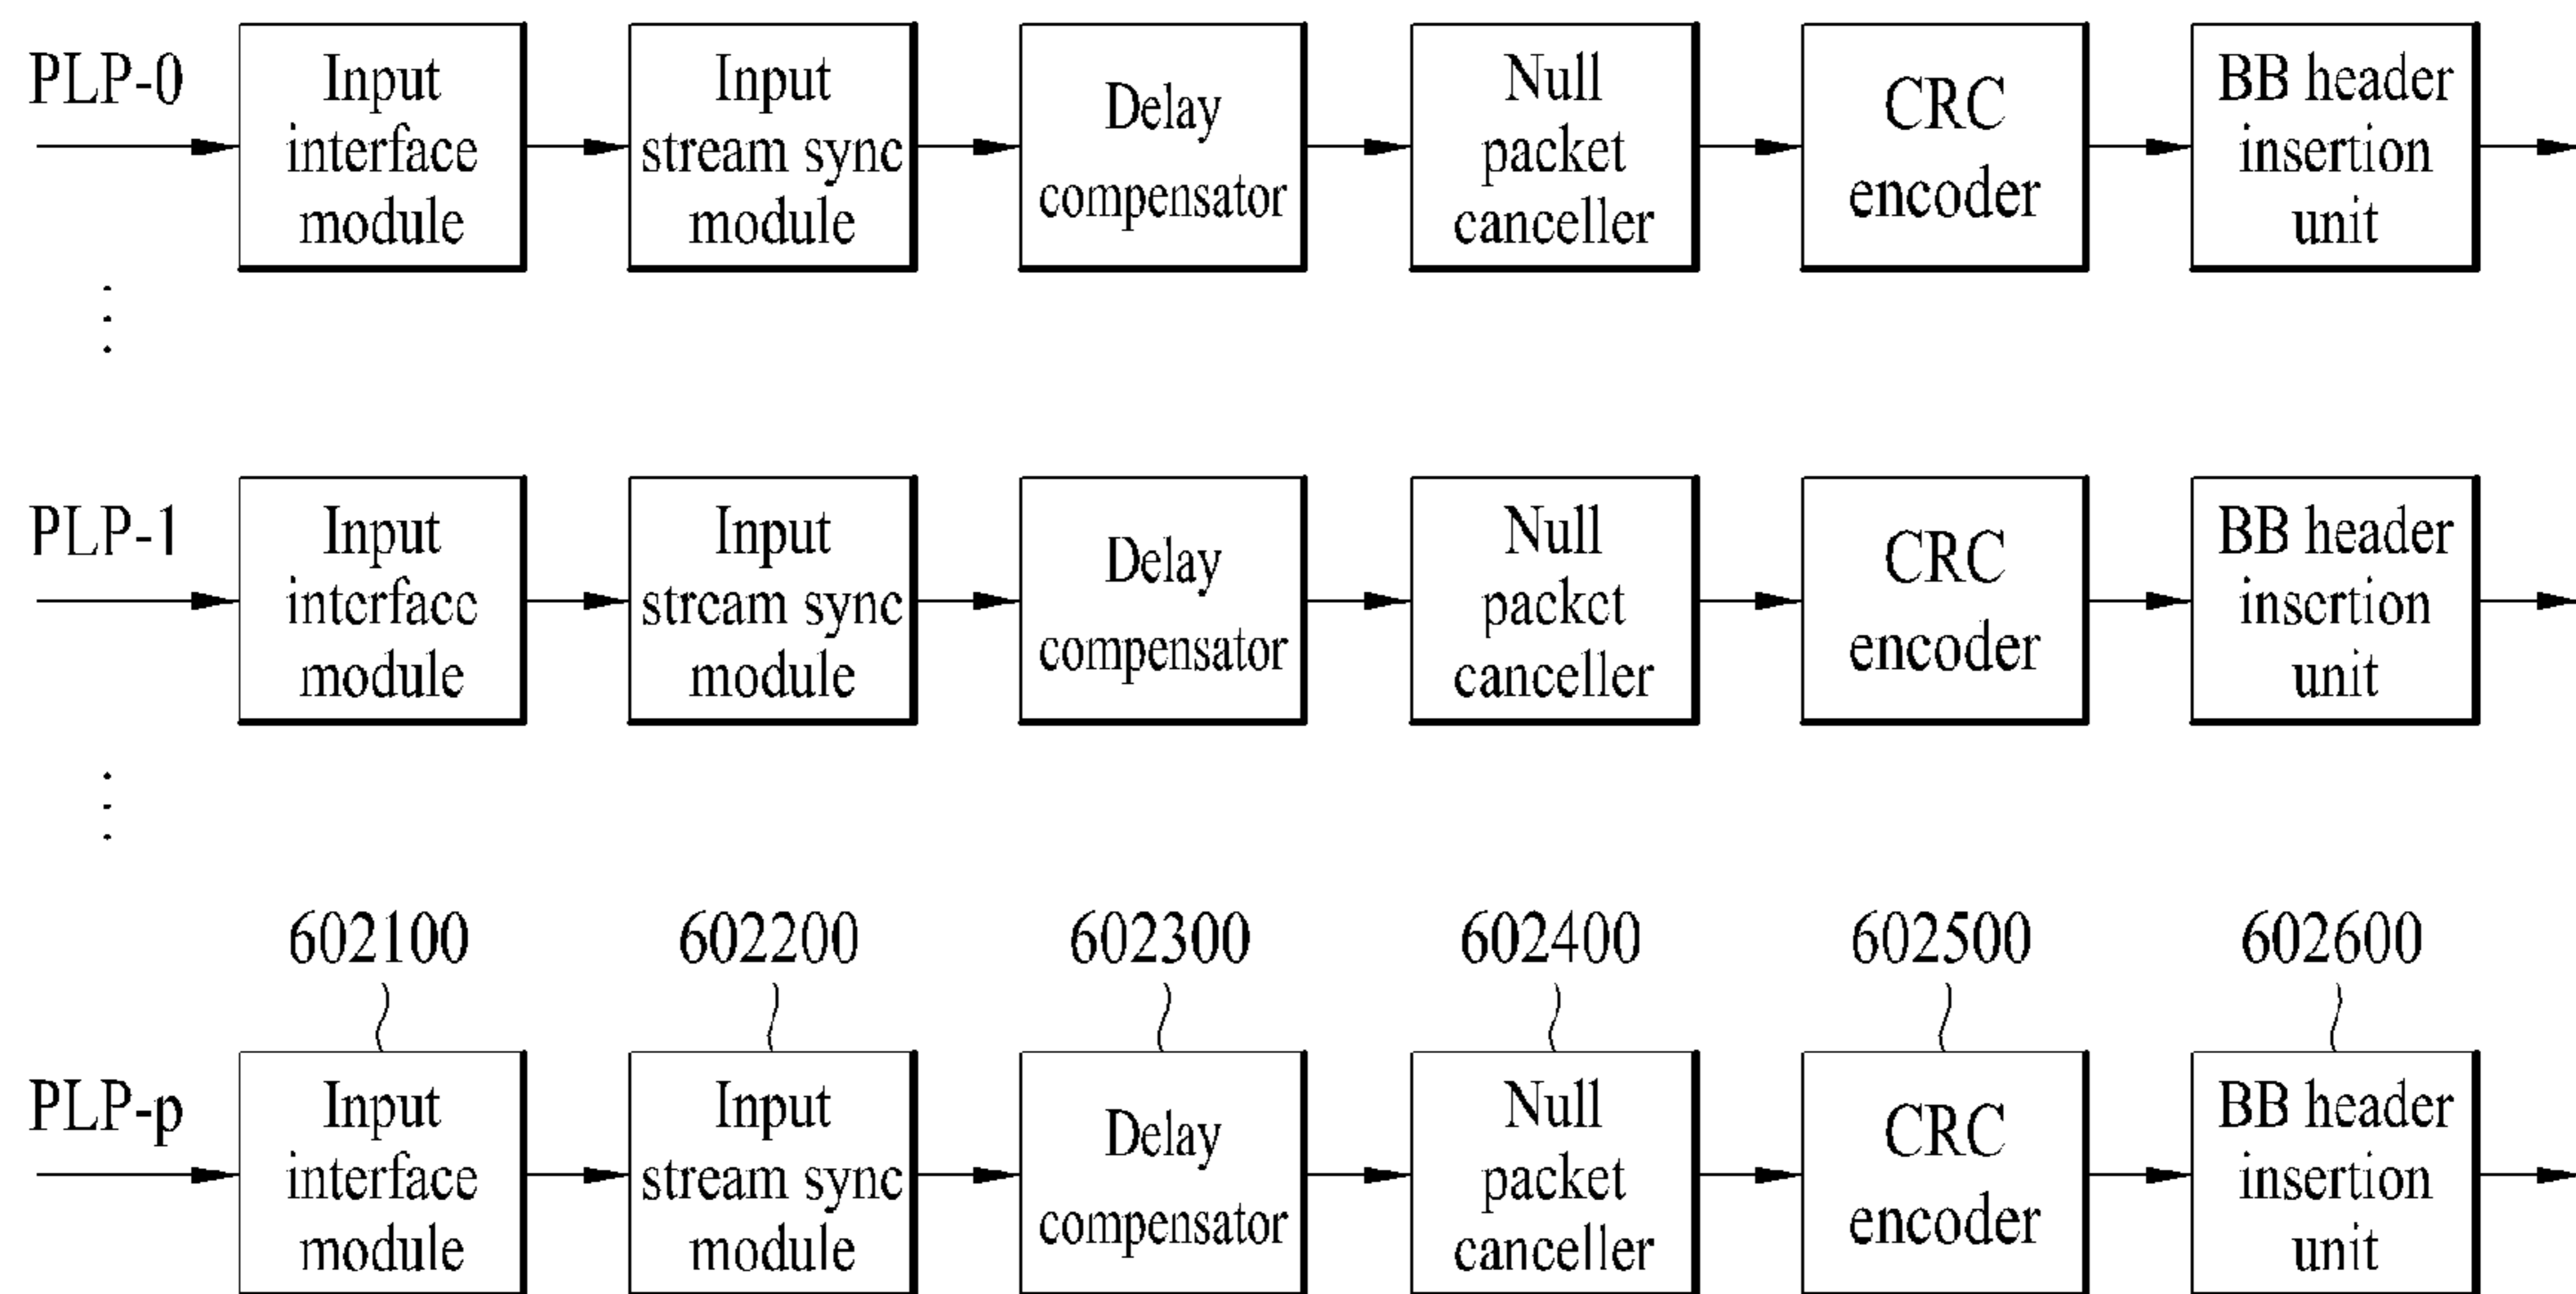 PLP-0
Input
interface
module
Input
stream sync
module
Delay
compensator
Null
packet
canceller
CRC
encoder
BB header
insertion
unit
PLP-1
Input
interface
module
Input
stream sync
module
Delay
compensator
Null
packet
canceller
CRC
encoder
BB header
insertion
unit
602100
602200
602300
602400
602500
602600
PLP-p
Input
interface
module
Input
stream sync
module
Delay
compensator
Null
packet
canceller
CRC
encoder
BB header
insertion
unit